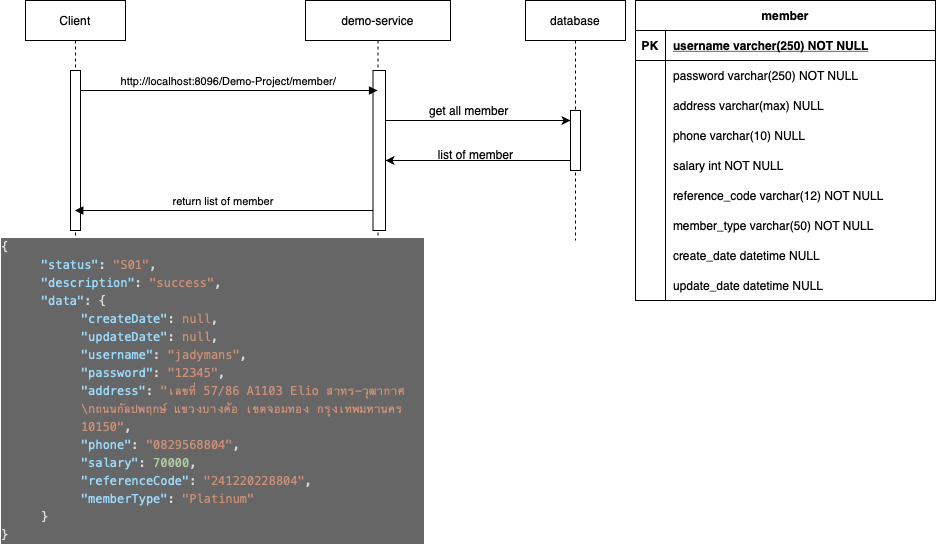 Client
demo-service
database
http://localhost:8096/Demo-Project/member/
get all member
list of member
return list of member
member
PK
username varcher(250) NOT NULL
password varchar(250) NOT NULL
address varchar(max) NULL
phone varchar(10) NULL
salary int NOT NULL
reference_code varchar(12) NOT NULL
member_type varchar(50) NOT NULL
create_date datetime NULL
update_date datetime NULL
{
"status": "S01",
"description": "success",
"data": {
"createDate": null,
"updateDate": null,
"username": "jadymans",
"password": "12345",
"address": "เลขที่ 57/86 A1103 Elio สาทร-วุฒากาศ
\nถนนกัลปพฤกษ์ แขวงบางค้อ เขตจอมทอง กรุงเทพมหานคร
10150",
"phone": "0829568804",
"salary": 70000,
"referenceCode": "241220228804",
"memberType": "Platinum"
}
}